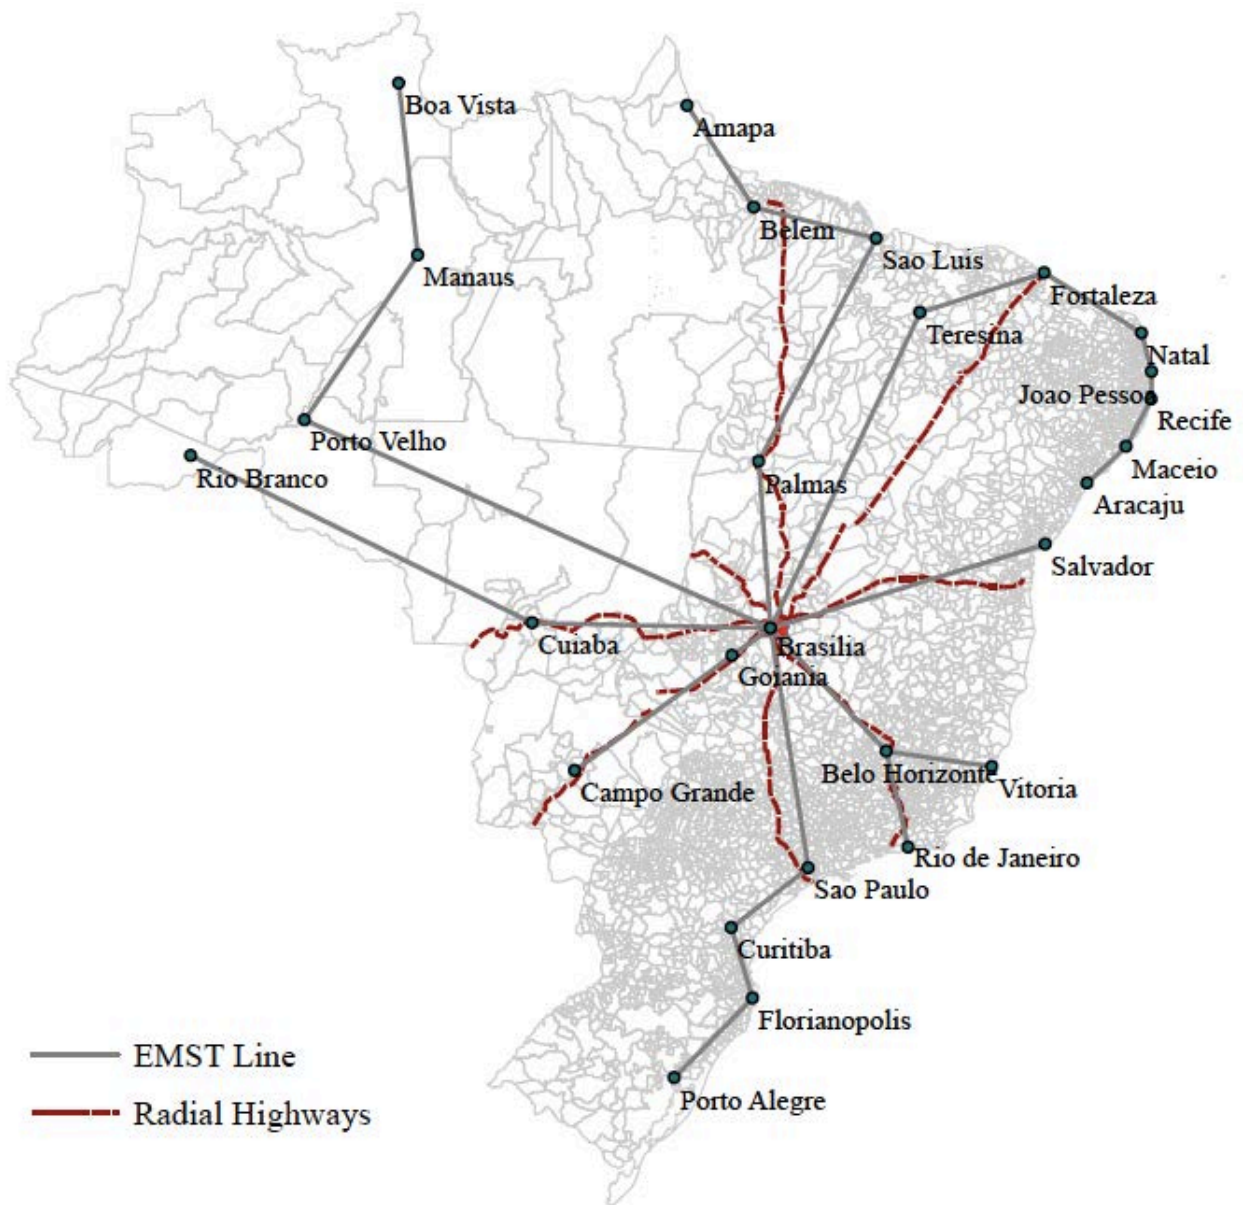 Boa Vista
Amapa
Belem
Sao Luis
Manaus
Fortaleza
Teresina
Natal
Joao Pessoa
Recife
Porto Velho
Maceio
Rio Branco
Palmas
Aracaju
Salvador
Cuiaba
Brasilia
Goiania
Belo Horizonte
Vitoria
Campo Grande
Rio de Janeiro
Sao Paulo
Curitiba
Florianopolis
EMST Line
Porto Alegre
Radial Highways